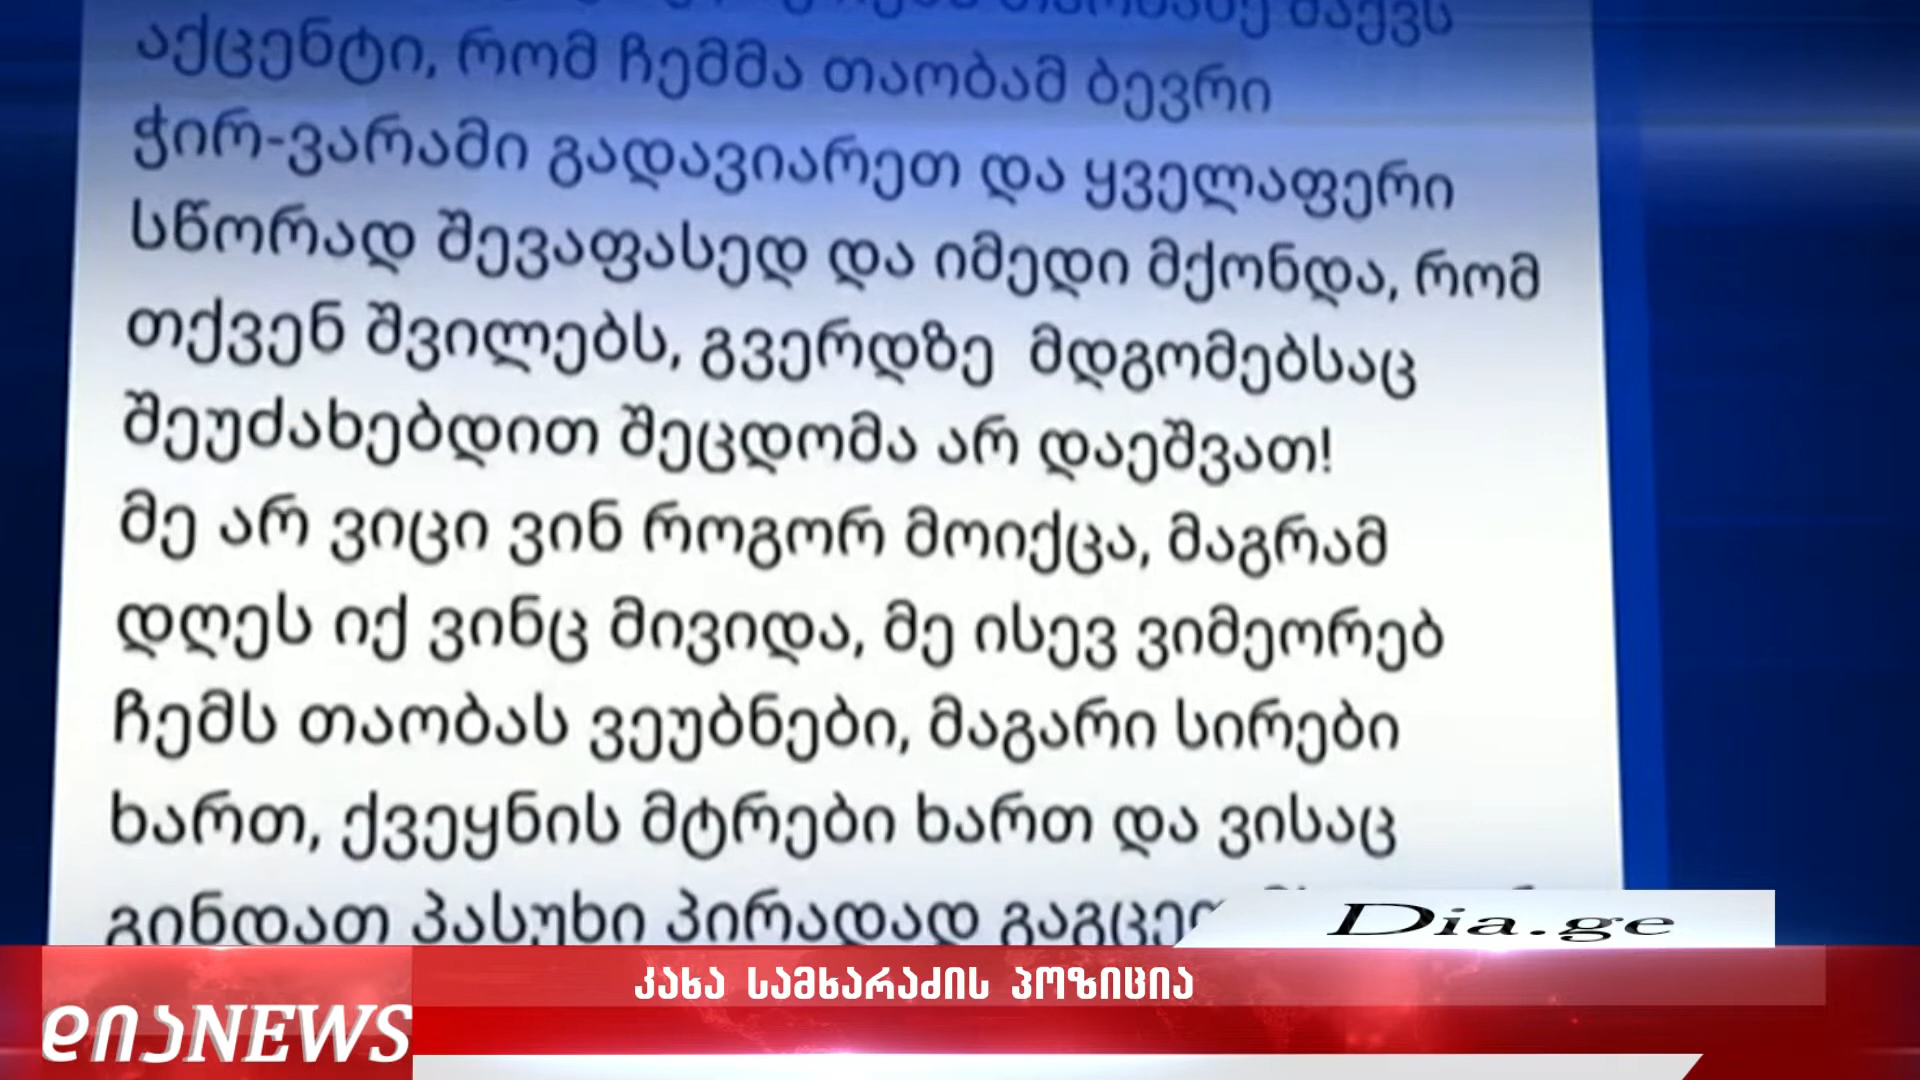 მაქვს
აქცენტი, რომ ჩემმა თაობამ ბევრი
ჭირ-ვარამი გადავიარეთ და ყველაფერი
სწორად შევაფასედ და იმედი მქონდა, რომ
თქვენ შვილებს, გვერდზე მდგომებსაც
შეუძახებდით შეცდომა არ დაეშვათ!
მე არ ვიცი ვინ როგორ მოიქცა, მაგრამ
დღეს იქ ვინც მივიდა, მე ისევ ვიმეორებ
ჩემს თაობას ვეუბნები, მაგარი სირები
ხართ, ქვეყნის მტრები ხართ და ვისაც
გინდათ პასუხი პირადად
Dia.ge
კახა სამხარაძის პოზიცია
დიაNEWS